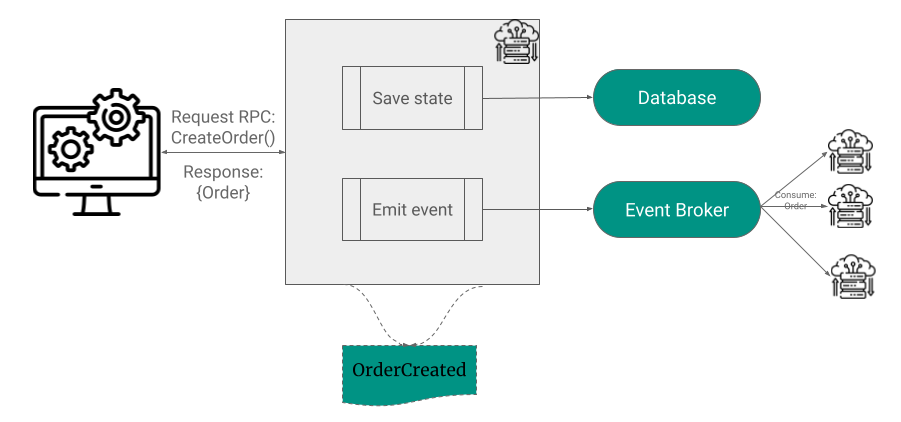 Request RPC:
CreateOrder()
Response:
{Order}
Save state
Emit event
Database
Event Broker
Consume:
Order
OrderCreated